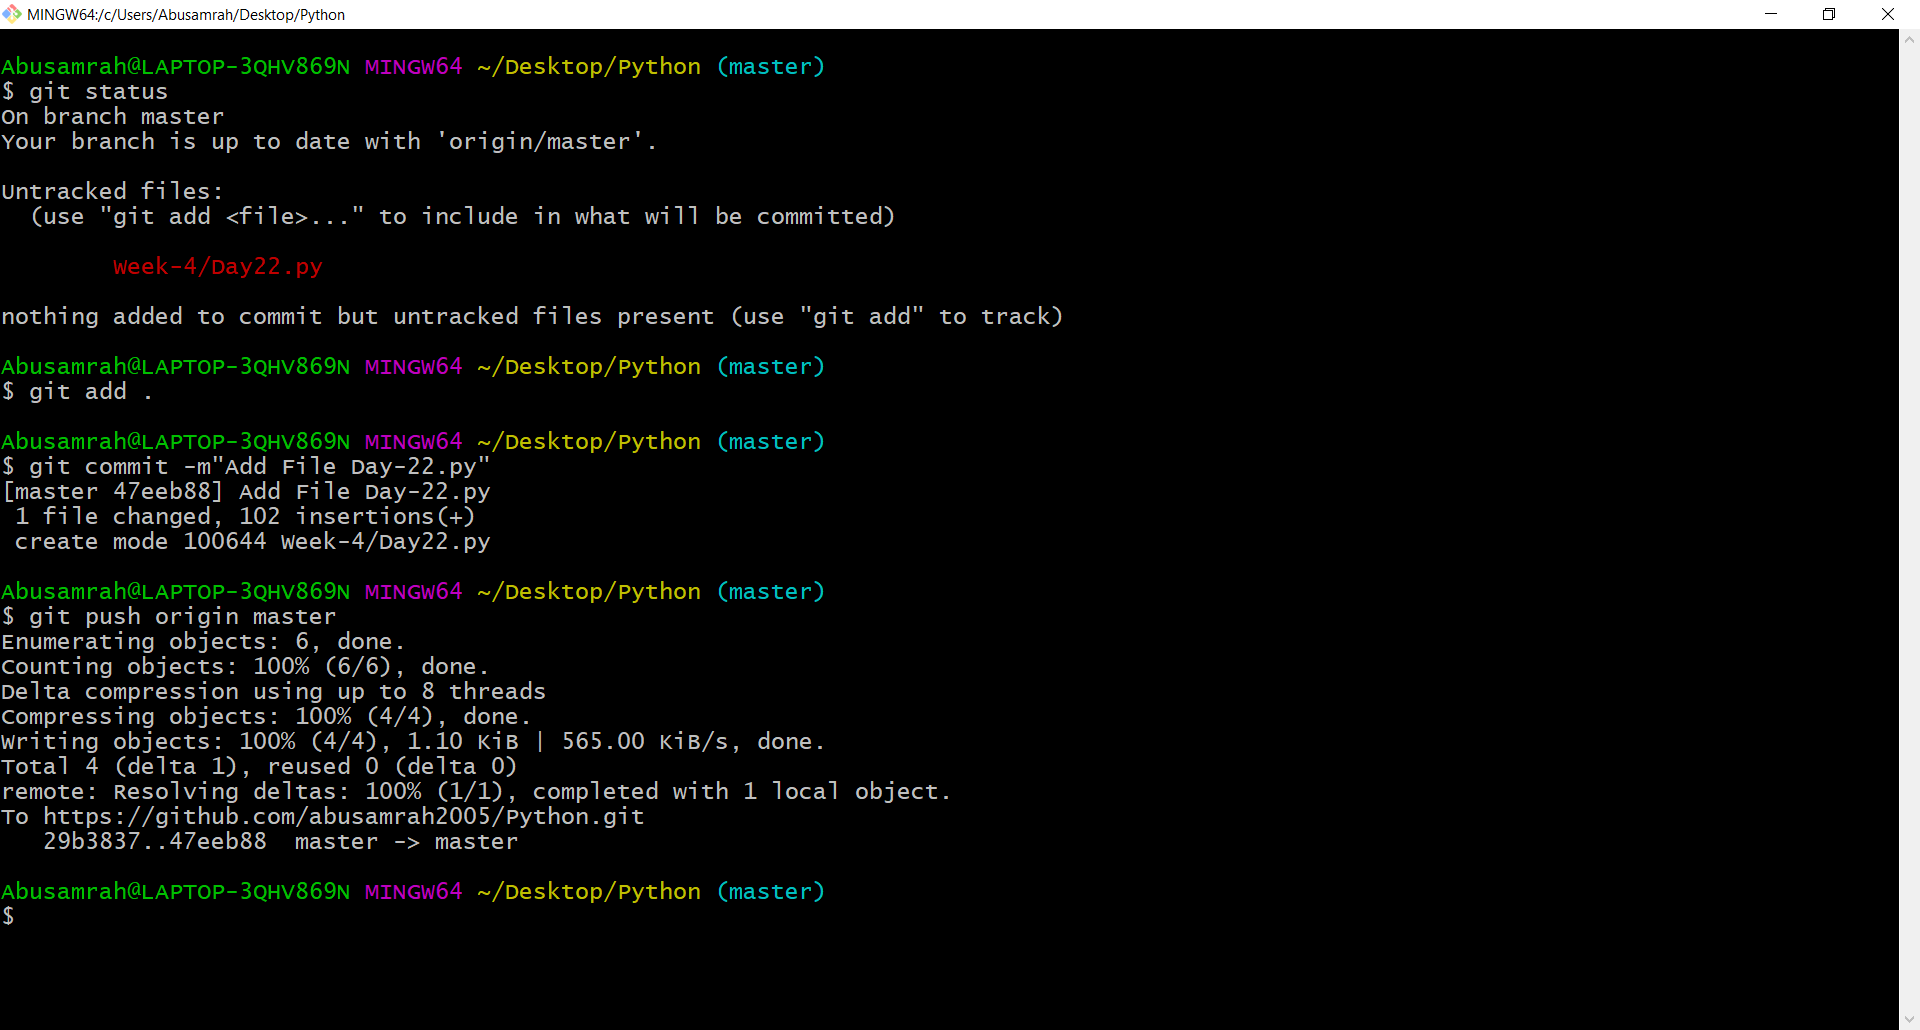 MINGW64:/c/Users/Abusamrah/Desktop/Python
Abusamrah@LAPTOP-3QHV869N MINGW64 ~/Desktop/Python (master)
$ git status
On branch master
Your branch is up to date with 'origin/master'.
Untracked files:
  (use "git add <file>..." to include in what will be committed)
        Week-4/Day22.py
nothing added to commit but untracked files present (use "git add" to track)
Abusamrah@LAPTOP-3QHV869N MINGW64 ~/Desktop/Python (master)
$ git add .
Abusamrah@LAPTOP-3QHV869N MINGW64 ~/Desktop/Python (master)
$ git commit -m"Add File Day-22.py"
[master 47eeb88] Add File Day-22.py
 1 file changed, 102 insertions(+)
 create mode 100644 Week-4/Day22.py
Abusamrah@LAPTOP-3QHV869N MINGW64 ~/Desktop/Python (master)
$ git push origin master
Enumerating objects: 6, done.
Counting objects: 100% (6/6), done.
Delta compression using up to 8 threads
Compressing objects: 100% (4/4), done.
Writing objects: 100% (4/4), 1.10 KiB | 565.00 KiB/s, done.
Total 4 (delta 1), reused 0 (delta 0)
remote: Resolving deltas: 100% (1/1), completed with 1 local object.
To https://github.com/abusamrah2005/Python.git
   29b3837..47eeb88  master -> master
Abusamrah@LAPTOP-3QHV869N MINGW64 ~/Desktop/Python (master)
$